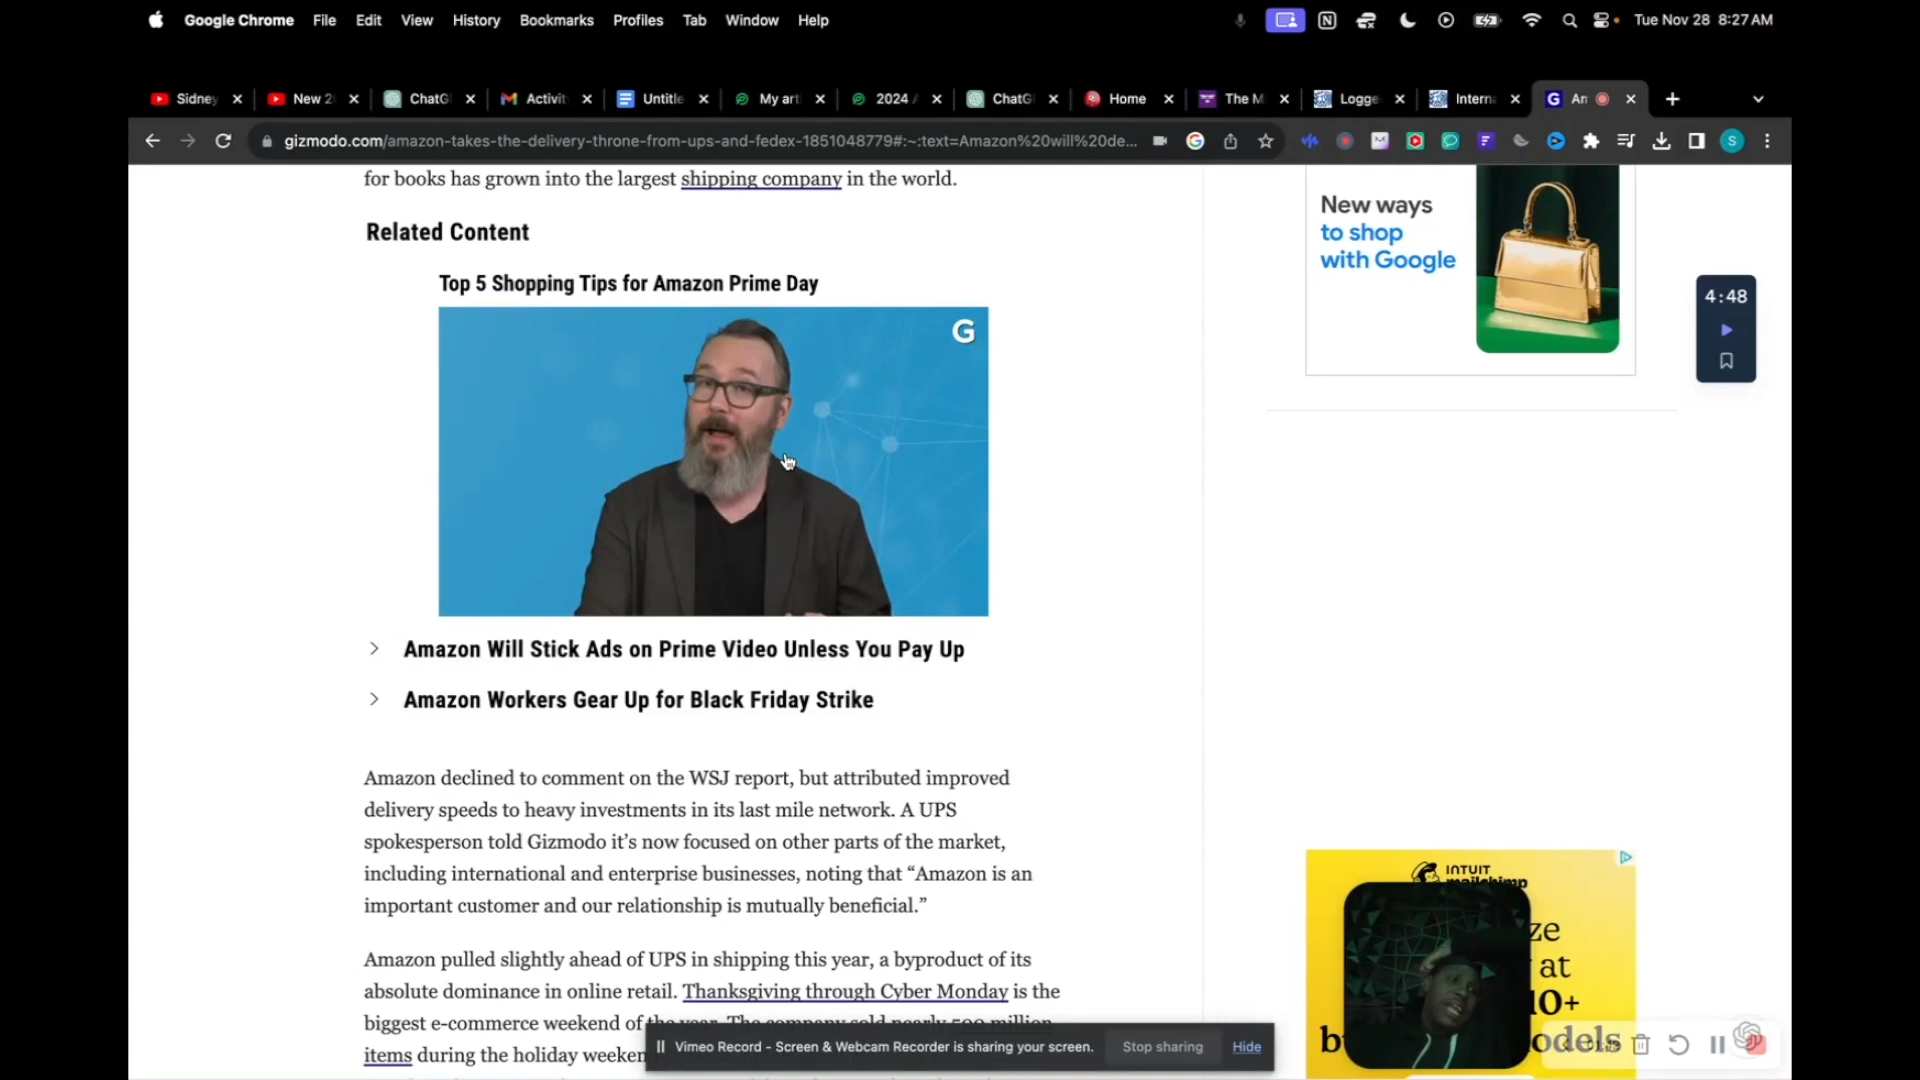 Google Chrome File Edit View History Bookmarks Profiles Tab Window Help Tue Nov 28 8:27 AM
Sidney New 2 ChatG Activit Untitle My art 2024 ChatG Home The M Logge Intern
gizmodo.com/amazon-takes-the-delivery-throne-from-ups-and-fedex-1851048779#:~:text=Amazon%20will%20de...
for books has grown into the largest shipping company in the world.
Related Content
Top 5 Shopping Tips for Amazon Prime Day
G
Amazon Will Stick Ads on Prime Video Unless You Pay Up
Amazon Workers Gear Up for Black Friday Strike
Amazon declined to comment on the WSJ report, but attributed improved
delivery speeds to heavy investments in its last mile network. A UPS
spokesperson told Gizmodo it's now focused on other parts of the market,
including international and enterprise businesses, noting that “Amazon is an
important customer and our relationship is mutually beneficial.”
Amazon pulled slightly ahead of UPS in shipping this year, a byproduct of its
absolute dominance in online retail. Thanksgiving through Cyber Monday is the
biggest e-commerce weekend of the year. The company sold nearly 500 million
items during the holiday weeken
Vimeo Record - Screen & Webcam Recorder is sharing your screen. Stop sharing Hide
New ways
to shop
with Google
4:48
INTUIT
mailchimp
ze
at
10+
odels